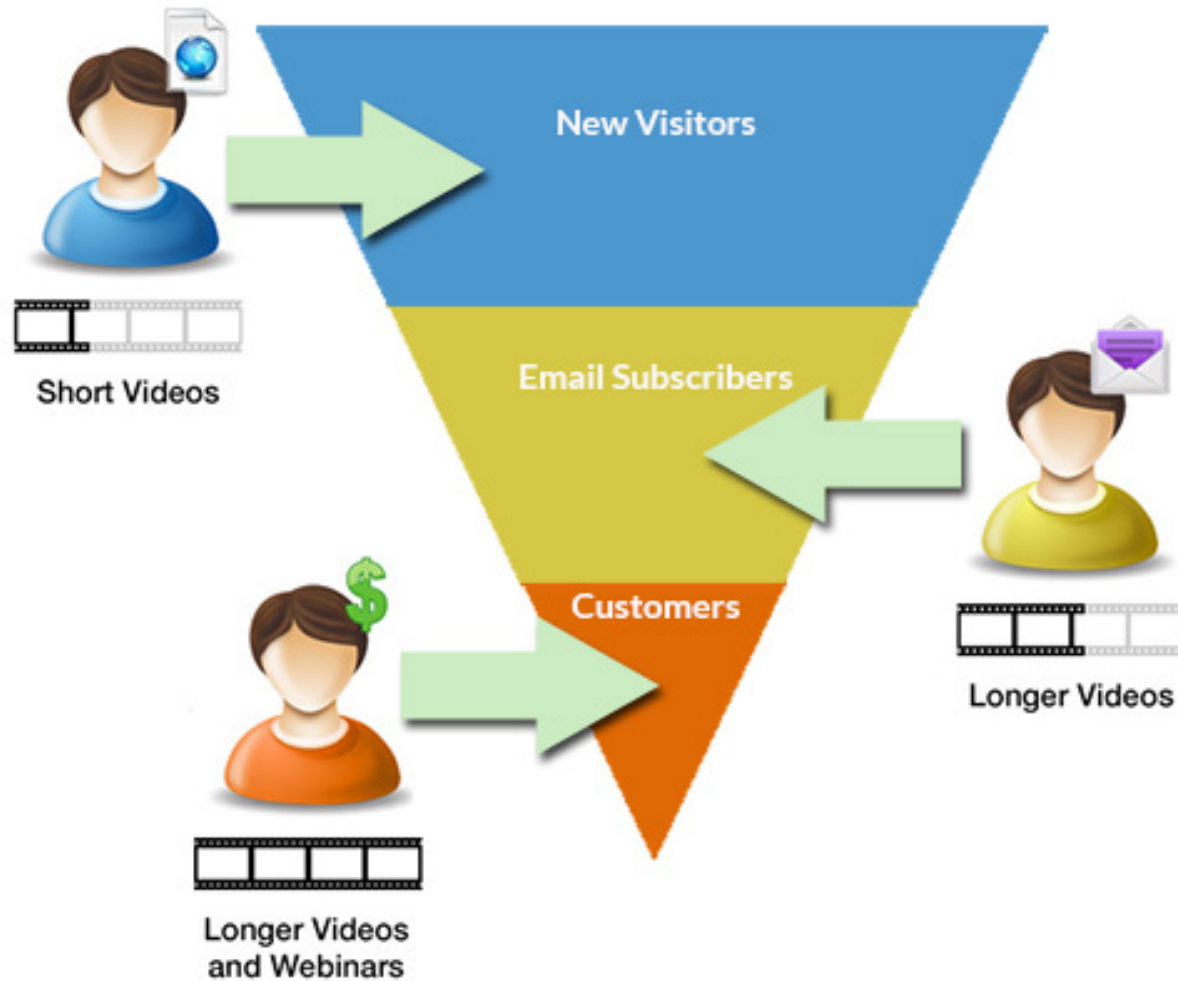 New Visitors
Short Videos
Email Subscribers
Longer Videos
Customers
$
Longer Videos
and Webinars